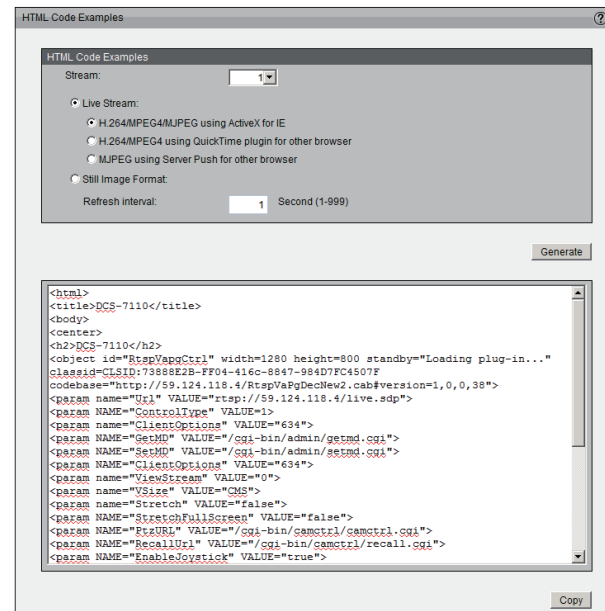 HTML Code Examples ?
HTML Code Examples
Stream: 1
Live Stream:
H.264/MPEG4/MJPEG using ActiveX for IE
H.264/MPEG4 using QuickTime plugin for other browser
MJPEG using Server Push for other browser
Still Image Format:
Refresh interval: 1 Second (1-999)
Generate
<html>
<title>DCS-7110</title>
<body>
<center>
<h2>DCS-7110</h2>
<object id="RtspVapgCtrl" width=1280 height=800 standby="Loading plug-in..."
classid=CLSID:73888E2B-FF04-416c-8847-984D7FC4507F
codebase="http://59.124.118.4/RtspVaPgDecNew2.cab#version=1,0,0,38">
<param name="Url" VALUE="rtsp://59.124.118.4/live.sdp">
<param NAME="ControlType" VALUE=1>
<param name="ClientOptions" VALUE="634">
<param NAME="GetMD" VALUE="/cgi-bin/admin/getmd.cgi">
<param NAME="SetMD" VALUE="/cgi-bin/admin/setmd.cgi">
<param NAME="ClientOptions" VALUE="634">
<param name="ViewStream" VALUE="0">
<param name="VSize" VALUE="CMS">
<param name="Stretch" VALUE="false">
<param NAME="StretchFullScreen" VALUE="false">
<param NAME="PtzURL" VALUE="/cgi-bin/camctrl/camctrl.cgi">
<param NAME="RecallUrl" VALUE="/cgi-bin/camctrl/recall.cgi">
<param NAME="EnableJoystick" VALUE="true">
Copy